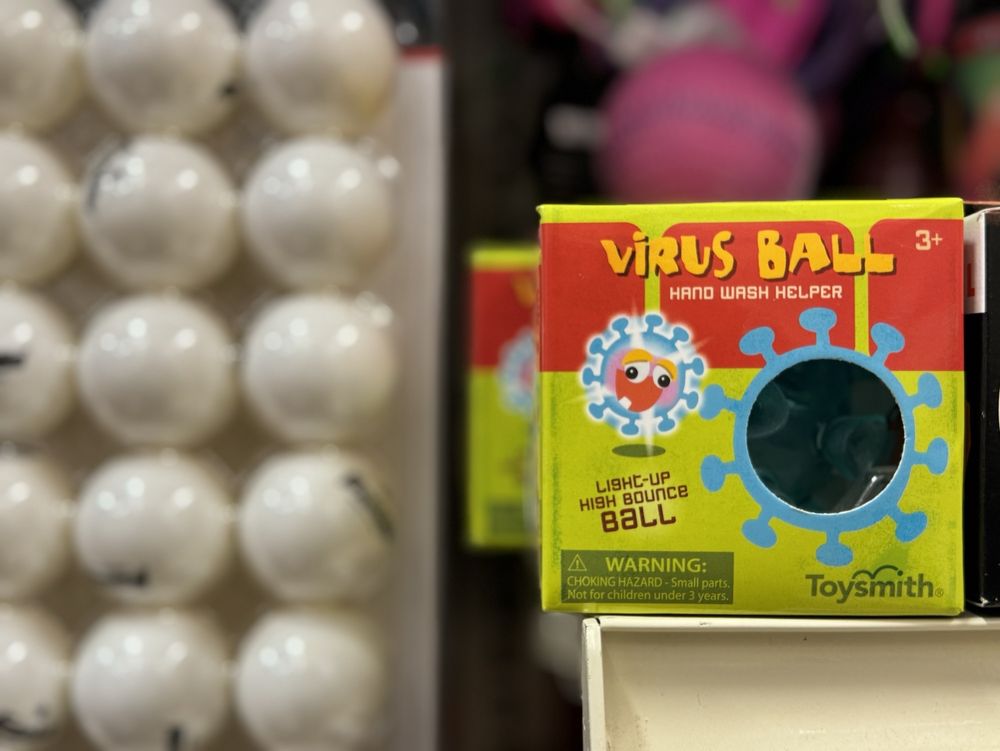 ViRUS BALL
3+
HAND WASH HELPER
LIGHT-UP
HIGH BOUNCE
BALL
WARNING:
CHOKING HAZARD - Small parts.
Not for children under 3 years.
Toysmith®